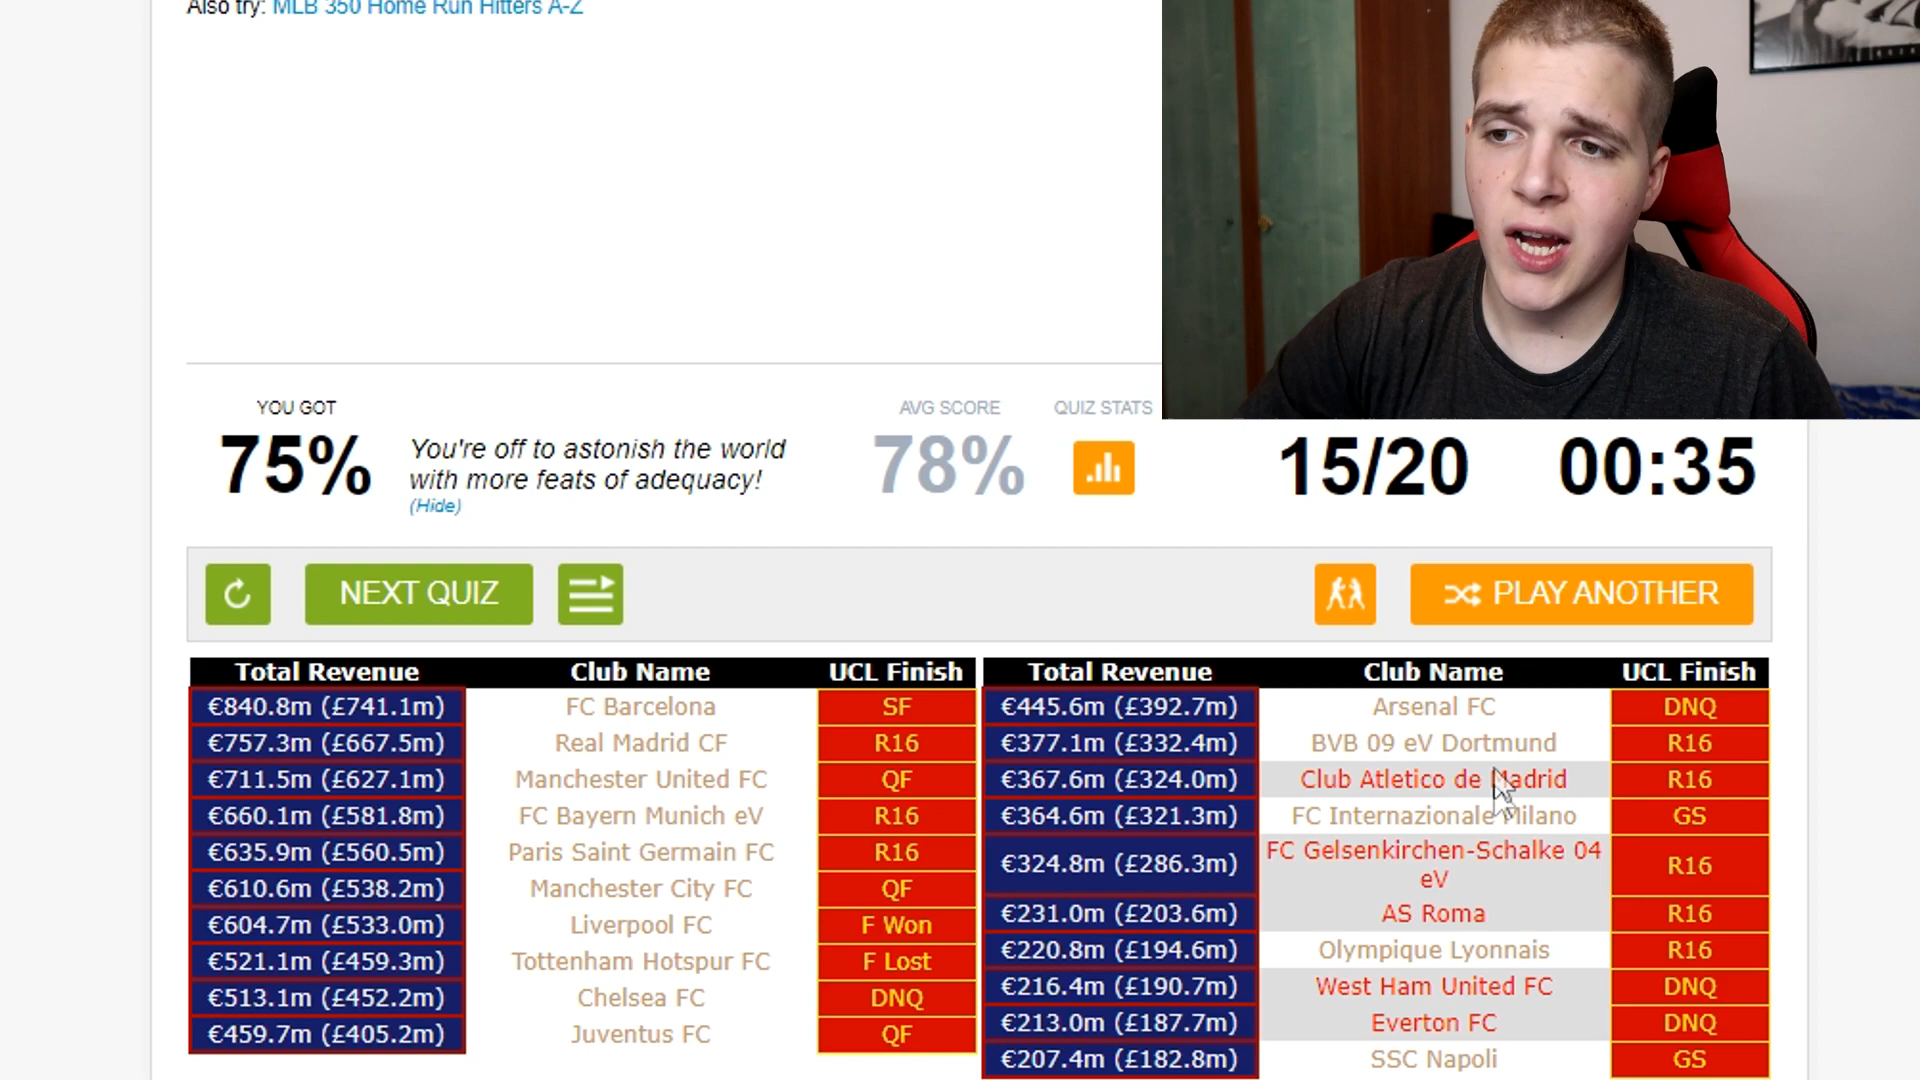 Also try: MLB 350 Home Run Hitters A-Z
YOU GOT
75%
You're off to astonish the world
with more feats of adequacy!
(Hide)
AVG SCORE
78%
QUIZ STATS
15/20
00:35
NEXT QUIZ
PLAY ANOTHER
Total Revenue Club Name UCL Finish
€840.8m (£741.1m) FC Barcelona SF
€757.3m (£667.5m) Real Madrid CF R16
€711.5m (£627.1m) Manchester United FC QF
€660.1m (£581.8m) FC Bayern Munich eV R16
€635.9m (£560.5m) Paris Saint Germain FC R16
€610.6m (£538.2m) Manchester City FC QF
€604.7m (£533.0m) Liverpool FC F Won
€521.1m (£459.3m) Tottenham Hotspur FC F Lost
€513.1m (£452.2m) Chelsea FC DNQ
€459.7m (£405.2m) Juventus FC QF
Total Revenue Club Name UCL Finish
€445.6m (£392.7m) Arsenal FC DNQ
€377.1m (£332.4m) BVB 09 eV Dortmund R16
€367.6m (£324.0m) Club Atletico de Madrid R16
€364.6m (£321.3m) FC Internazionale Milano GS
€324.8m (£286.3m) FC Gelsenkirchen-Schalke 04 R16
eV
€231.0m (£203.6m) AS Roma R16
€220.8m (£194.6m) Olympique Lyonnais R16
€216.4m (£190.7m) West Ham United FC DNQ
€213.0m (£187.7m) Everton FC DNQ
€207.4m (£182.8m) SSC Napoli GS